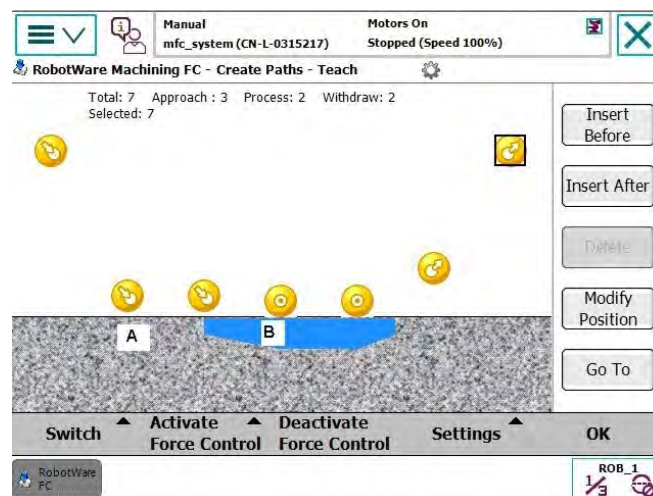 Manual
mfc_system (CN-L-0315217)
Motors On
Stopped (Speed 100%)
RobotWare Machining FC - Create Paths - Teach
Total: 7 Approach : 3 Process: 2 Withdraw: 2
Selected: 7
Insert
Before
Insert After
Delete
Modify
Position
Go To
A
B
Switch
Activate
Force Control
Deactivate
Force Control
Settings
OK
RobotWare
FC
ROB_1
1/3